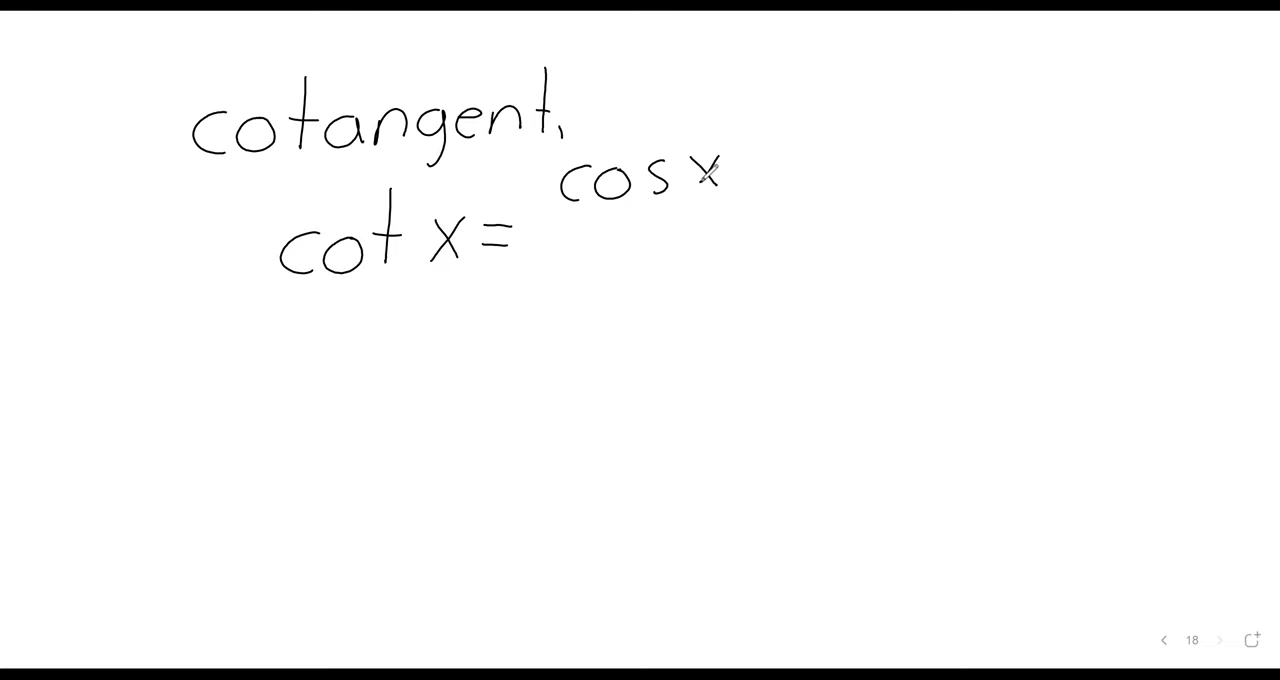 cotangent,
cos x
cot x =
18